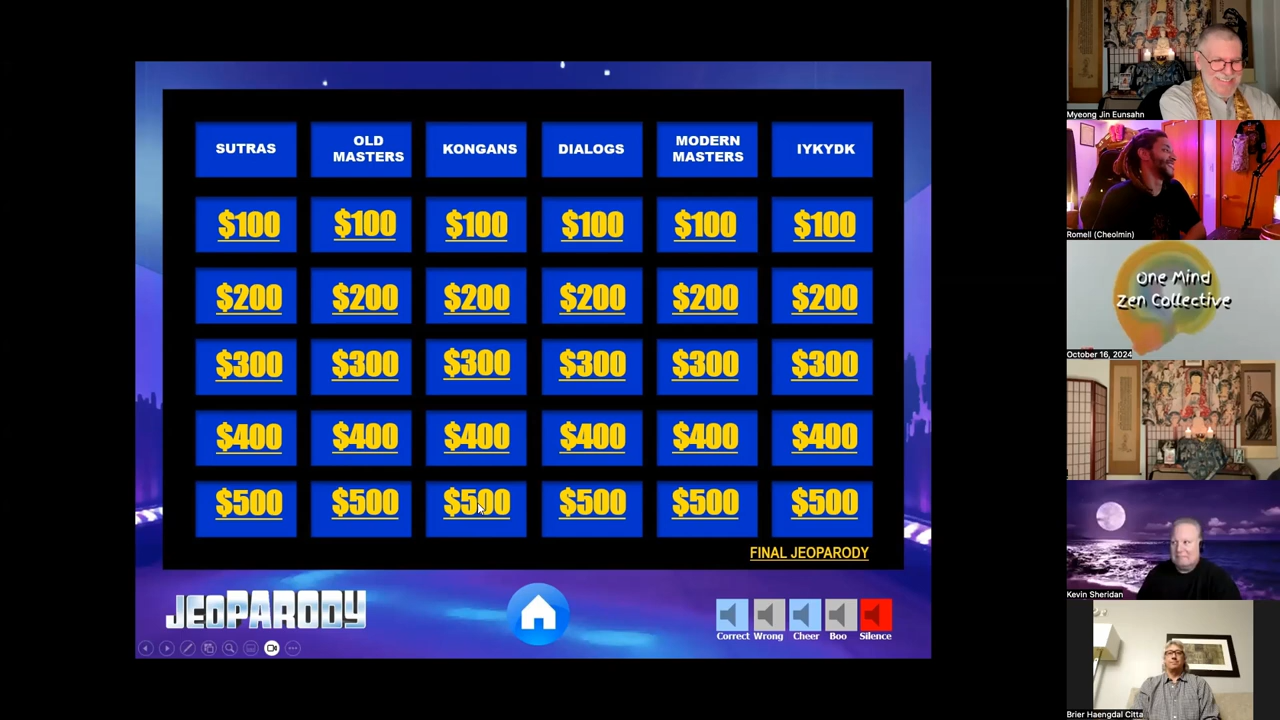 SUTRAS
OLD
MASTERS
KONGANS
DIALOGS
MODERN
MASTERS
IYKYDK
$100 $100 $100 $100 $100 $100
$200 $200 $200 $200 $200 $200
$300 $300 $300 $300 $300 $300
$400 $400 $400 $400 $400 $400
$500 $500 $500 $500 $500 $500
FINAL JEOPARODY
JEOPARODY
Correct Wrong Cheer Boo Silence
Myeong Jin Eunsahn
Romell (Cheolmin)
One Mind
Zen Collective
October 16, 2024
Kevin Sheridan
Brier Haengdal Citta